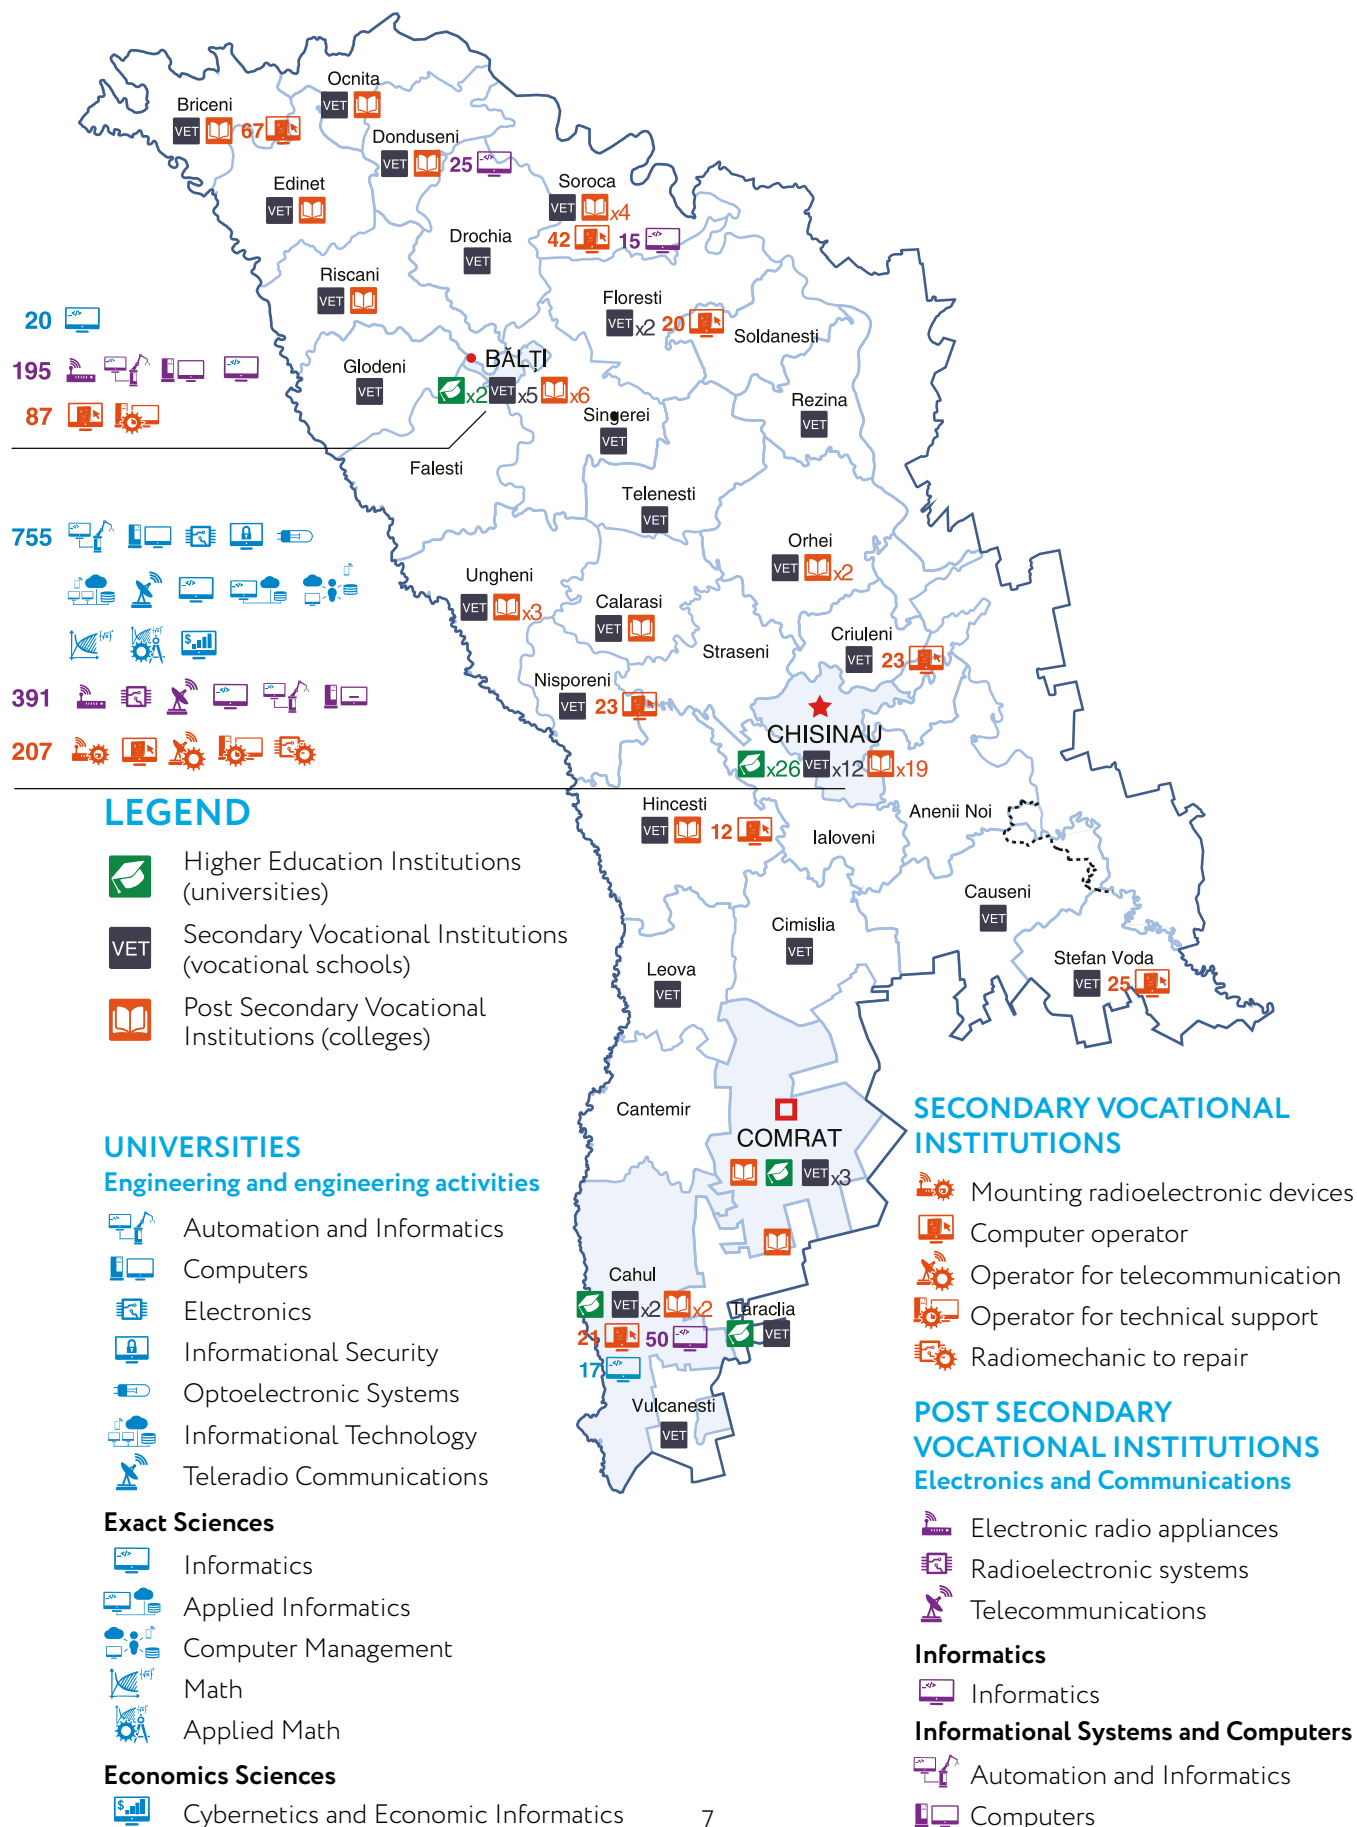 Ocnita
VET
Briceni
VET 67
Donduseni
VET 25
Edinet
VET
Soroca
VET x4
42 15
Drochia
VET
Riscani
VET
Floresti
VET x2 20
Soldanesti
20
195
87
BĂLȚI
x2 VET x5 x6
Glodeni
VET
Singerei
VET
Rezina
VET
Falesti
Telenesti
VET
755
Orhei
VET x2
Ungheni
VET x3
Calarasi
VET
Straseni
Criuleni
VET 23
Nisporeni
VET 23
391
207
CHISINAU
x26 VET x12 x19
Hincesti
VET 12
Ialoveni
Anenii Noi
Causeni
VET
Cimislia
VET
Stefan Voda
VET 25
Leova
VET
Cantemir
COMRAT
VET x3
Cahul
VET x2 x2
21 50
17
Taraclia
VET
Vulcanesti
VET
LEGEND
Higher Education Institutions
(universities)
VET Secondary Vocational Institutions
(vocational schools)
Post Secondary Vocational
Institutions (colleges)
UNIVERSITIES
Engineering and engineering activities
Automation and Informatics
Computers
Electronics
Informational Security
Optoelectronic Systems
Informational Technology
Teleradio Communications
Exact Sciences
Informatics
Applied Informatics
Computer Management
Math
Applied Math
Economics Sciences
Cybernetics and Economic Informatics
SECONDARY VOCATIONAL
INSTITUTIONS
Mounting radioelectronic devices
Computer operator
Operator for telecommunication
Operator for technical support
Radiomechanic to repair
POST SECONDARY
VOCATIONAL INSTITUTIONS
Electronics and Communications
Electronic radio appliances
Radioelectronic systems
Telecommunications
Informatics
Informatics
Informational Systems and Computers
Automation and Informatics
Computers
7